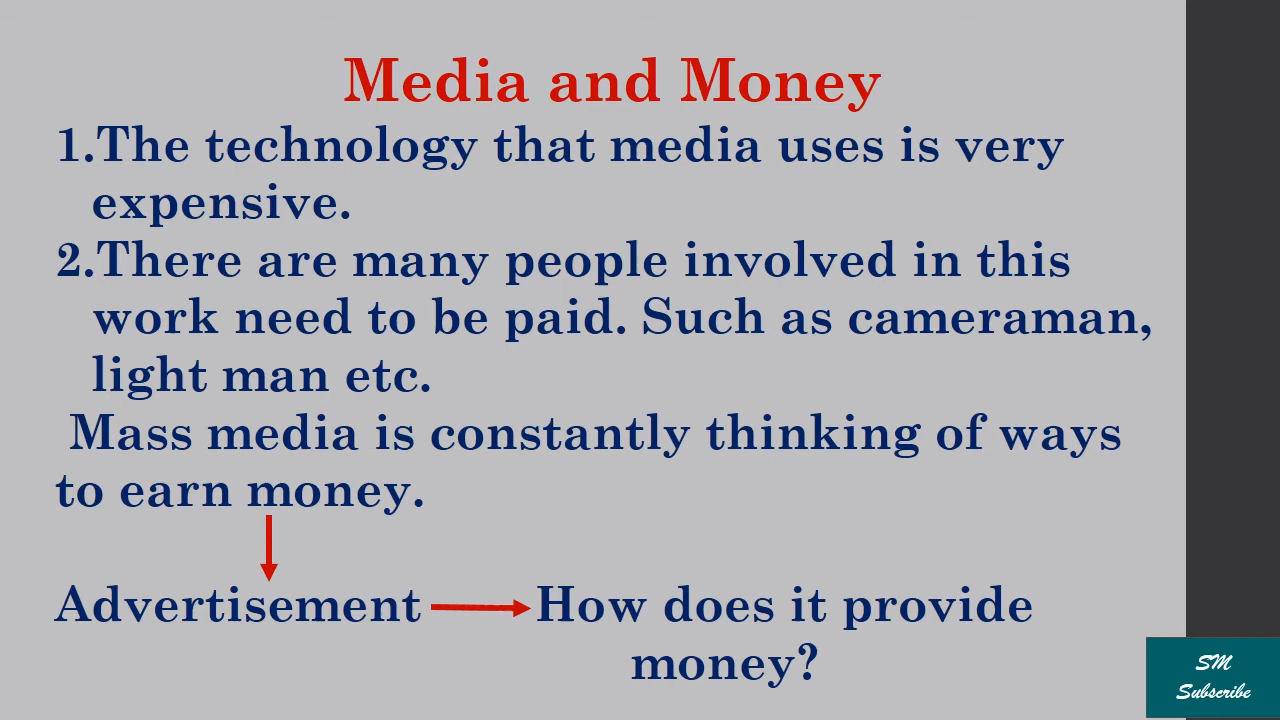 Media and Money
1.The technology that media uses is very
expensive.
2.There are many people involved in this
work need to be paid. Such as cameraman,
light man etc.
Mass media is constantly thinking of ways
to earn money.
Advertisement How does it provide
money?
SM
Subscribe